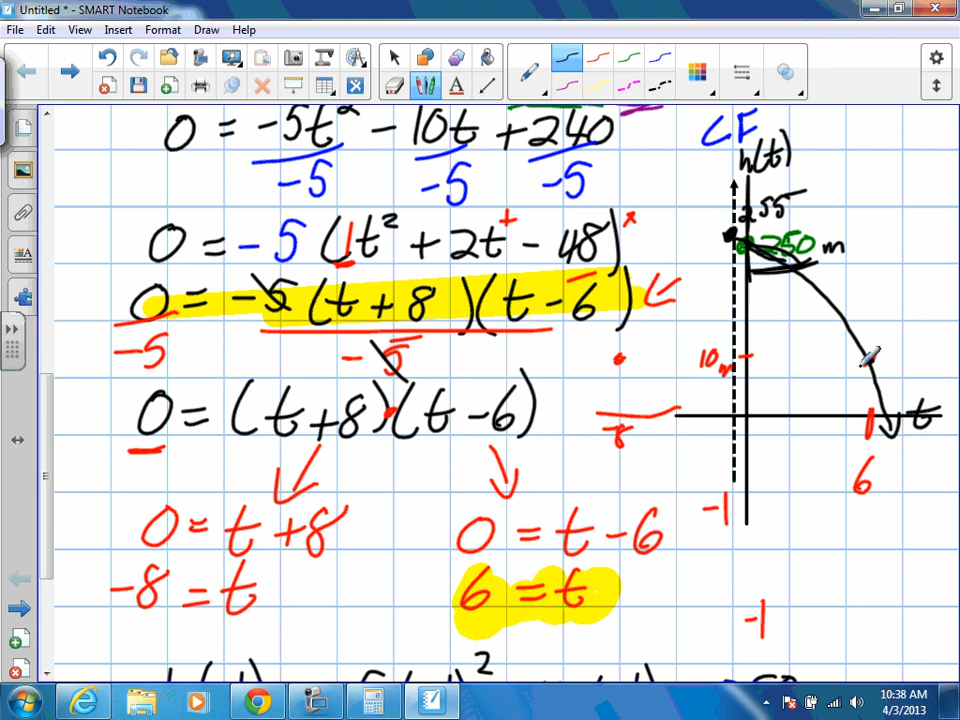 Untitled * - SMART Notebook
File Edit View Insert Format Draw Help
0 = -5t² - 10t + 240
-5 -5 -5
0 = -5 (1t² + 2t - 48)
+ ×
0 = -5 (t + 8)(t - 6)
-5 -5
0 = (t + 8)·(t - 6)
0 = t + 8 0 = t - 6
-8 = t 6 = t
CF
h(t)
255
250 m
10m
t
8
6
-1
-1
2
10:38 AM
4/3/2013